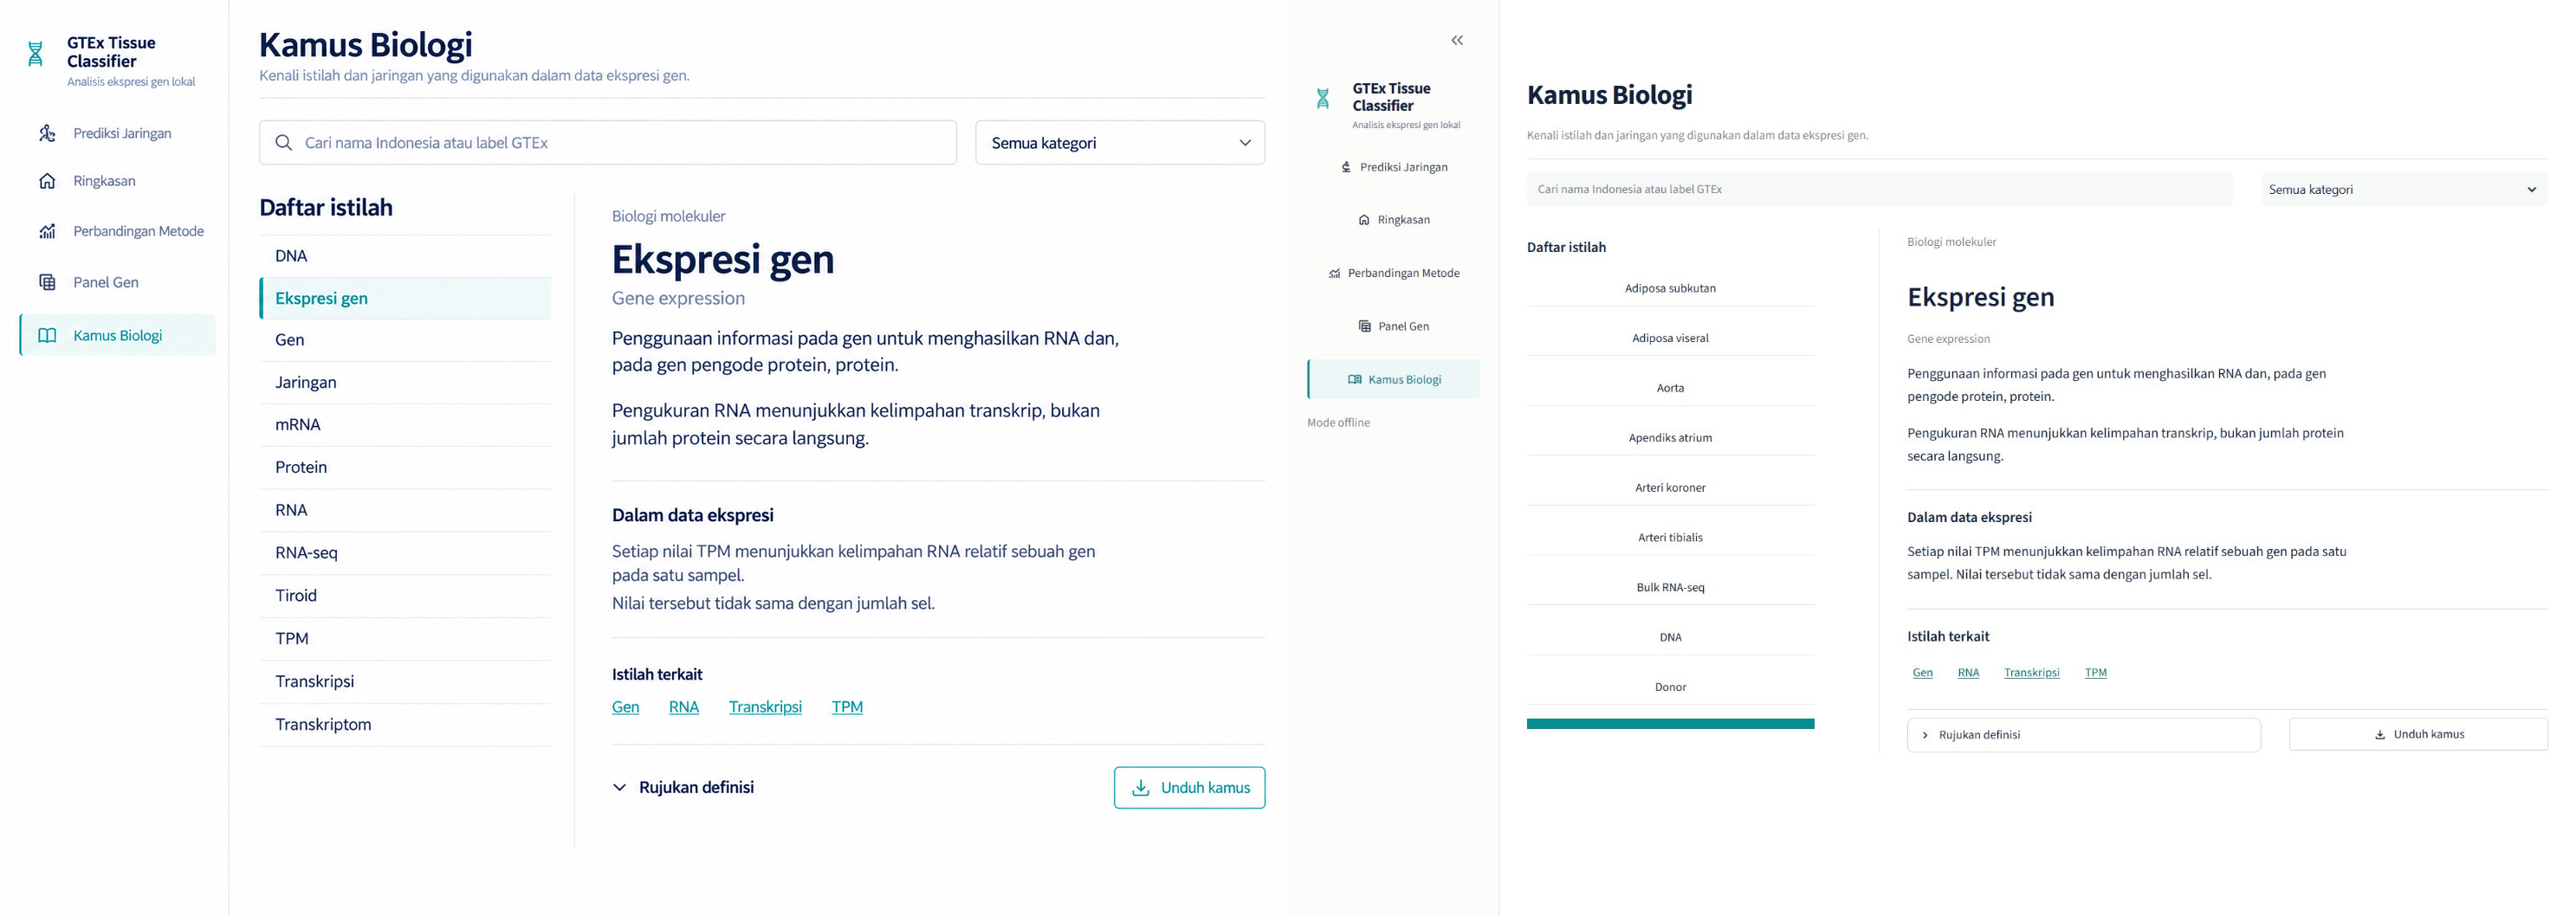 GTEx Tissue
Classifier
Analisis ekspresi gen lokal
Prediksi Jaringan
Ringkasan
Perbandingan Metode
Panel Gen
Kamus Biologi
Kamus Biologi
Kenali istilah dan jaringan yang digunakan dalam data ekspresi gen.
Cari nama Indonesia atau label GTEx
Semua kategori
Daftar istilah
DNA
Ekspresi gen
Gen
Jaringan
mRNA
Protein
RNA
RNA-seq
Tiroid
TPM
Transkripsi
Transkriptom
Biologi molekuler
Ekspresi gen
Gene expression
Penggunaan informasi pada gen untuk menghasilkan RNA dan,
pada gen pengode protein, protein.
Pengukuran RNA menunjukkan kelimpahan transkrip, bukan
jumlah protein secara langsung.
Dalam data ekspresi
Setiap nilai TPM menunjukkan kelimpahan RNA relatif sebuah gen
pada satu sampel.
Nilai tersebut tidak sama dengan jumlah sel.
Istilah terkait
Gen RNA Transkripsi TPM
Rujukan definisi
Unduh kamus
GTEx Tissue
Classifier
Analisis ekspresi gen lokal
Prediksi Jaringan
Ringkasan
Perbandingan Metode
Panel Gen
Kamus Biologi
Mode offline
Kamus Biologi
Kenali istilah dan jaringan yang digunakan dalam data ekspresi gen.
Cari nama Indonesia atau label GTEx
Semua kategori
Daftar istilah
Adiposa subkutan
Adiposa viseral
Aorta
Apendiks atrium
Arteri koroner
Arteri tibialis
Bulk RNA-seq
DNA
Donor
Biologi molekuler
Ekspresi gen
Gene expression
Penggunaan informasi pada gen untuk menghasilkan RNA dan, pada gen
pengode protein, protein.
Pengukuran RNA menunjukkan kelimpahan transkrip, bukan jumlah protein
secara langsung.
Dalam data ekspresi
Setiap nilai TPM menunjukkan kelimpahan RNA relatif sebuah gen pada satu
sampel. Nilai tersebut tidak sama dengan jumlah sel.
Istilah terkait
Gen RNA Transkripsi TPM
Rujukan definisi
Unduh kamus